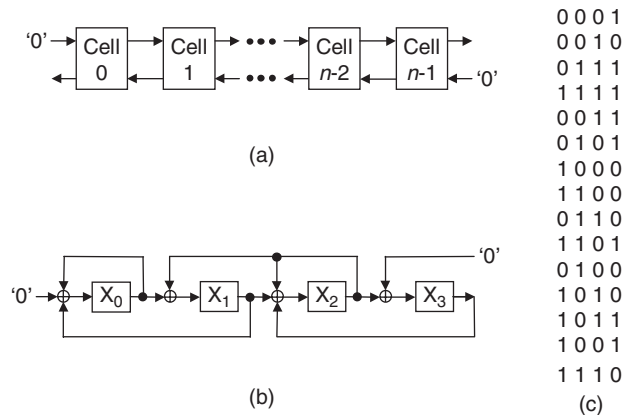 ‘0’ Cell 0 Cell 1 ••• Cell n-2 Cell n-1 ‘0’
(a)
‘0’
‘0’ X0 X1 X2 X3
(b)
0 0 0 1
0 0 1 0
0 1 1 1
1 1 1 1
0 0 1 1
0 1 0 1
1 0 0 0
1 1 0 0
0 1 1 0
1 1 0 1
0 1 0 0
1 0 1 0
1 0 1 1
1 0 0 1
1 1 1 0
(c)